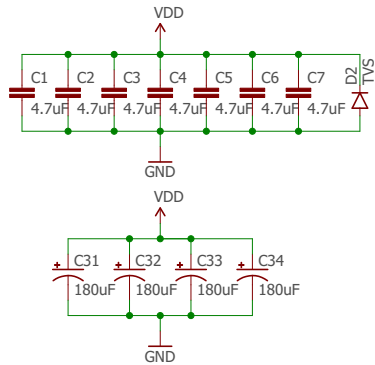 VDD
C1 C2 C3 C4 C5 C6 C7 D2 TVS
4.7uF 4.7uF 4.7uF 4.7uF 4.7uF 4.7uF 4.7uF
GND
VDD
+ C31 + C32 + C33 + C34
180uF 180uF 180uF 180uF
GND